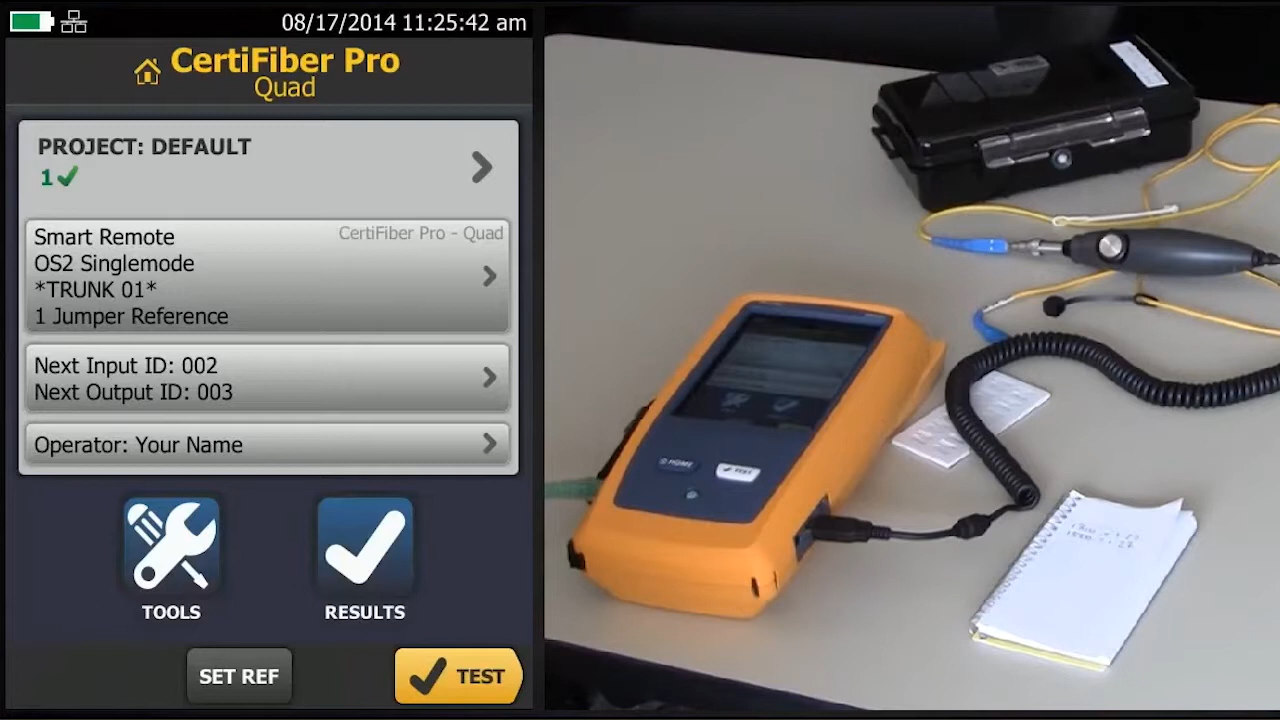 08/17/2014 11:25:42 am
CertiFiber Pro
Quad
PROJECT: DEFAULT
1
Smart Remote
CertiFiber Pro - Quad
OS2 Singlemode
*TRUNK 01*
1 Jumper Reference
Next Input ID: 002
Next Output ID: 003
Operator: Your Name
TOOLS
RESULTS
SET REF
TEST
HOME
TEST